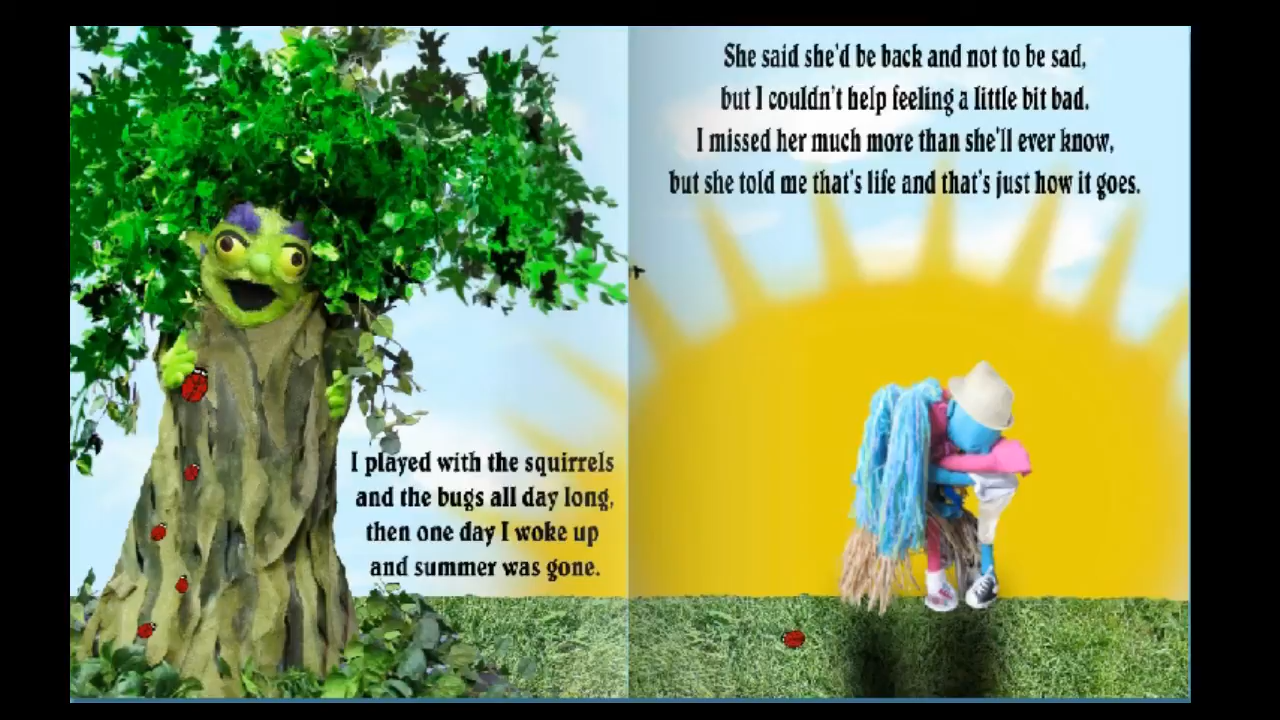 I played with the squirrels
and the bugs all day long,
then one day I woke up
and summer was gone.
She said she'd be back and not to be sad,
but I couldn't help feeling a little bit bad.
I missed her much more than she'll ever know,
but she told me that's life and that's just how it goes.